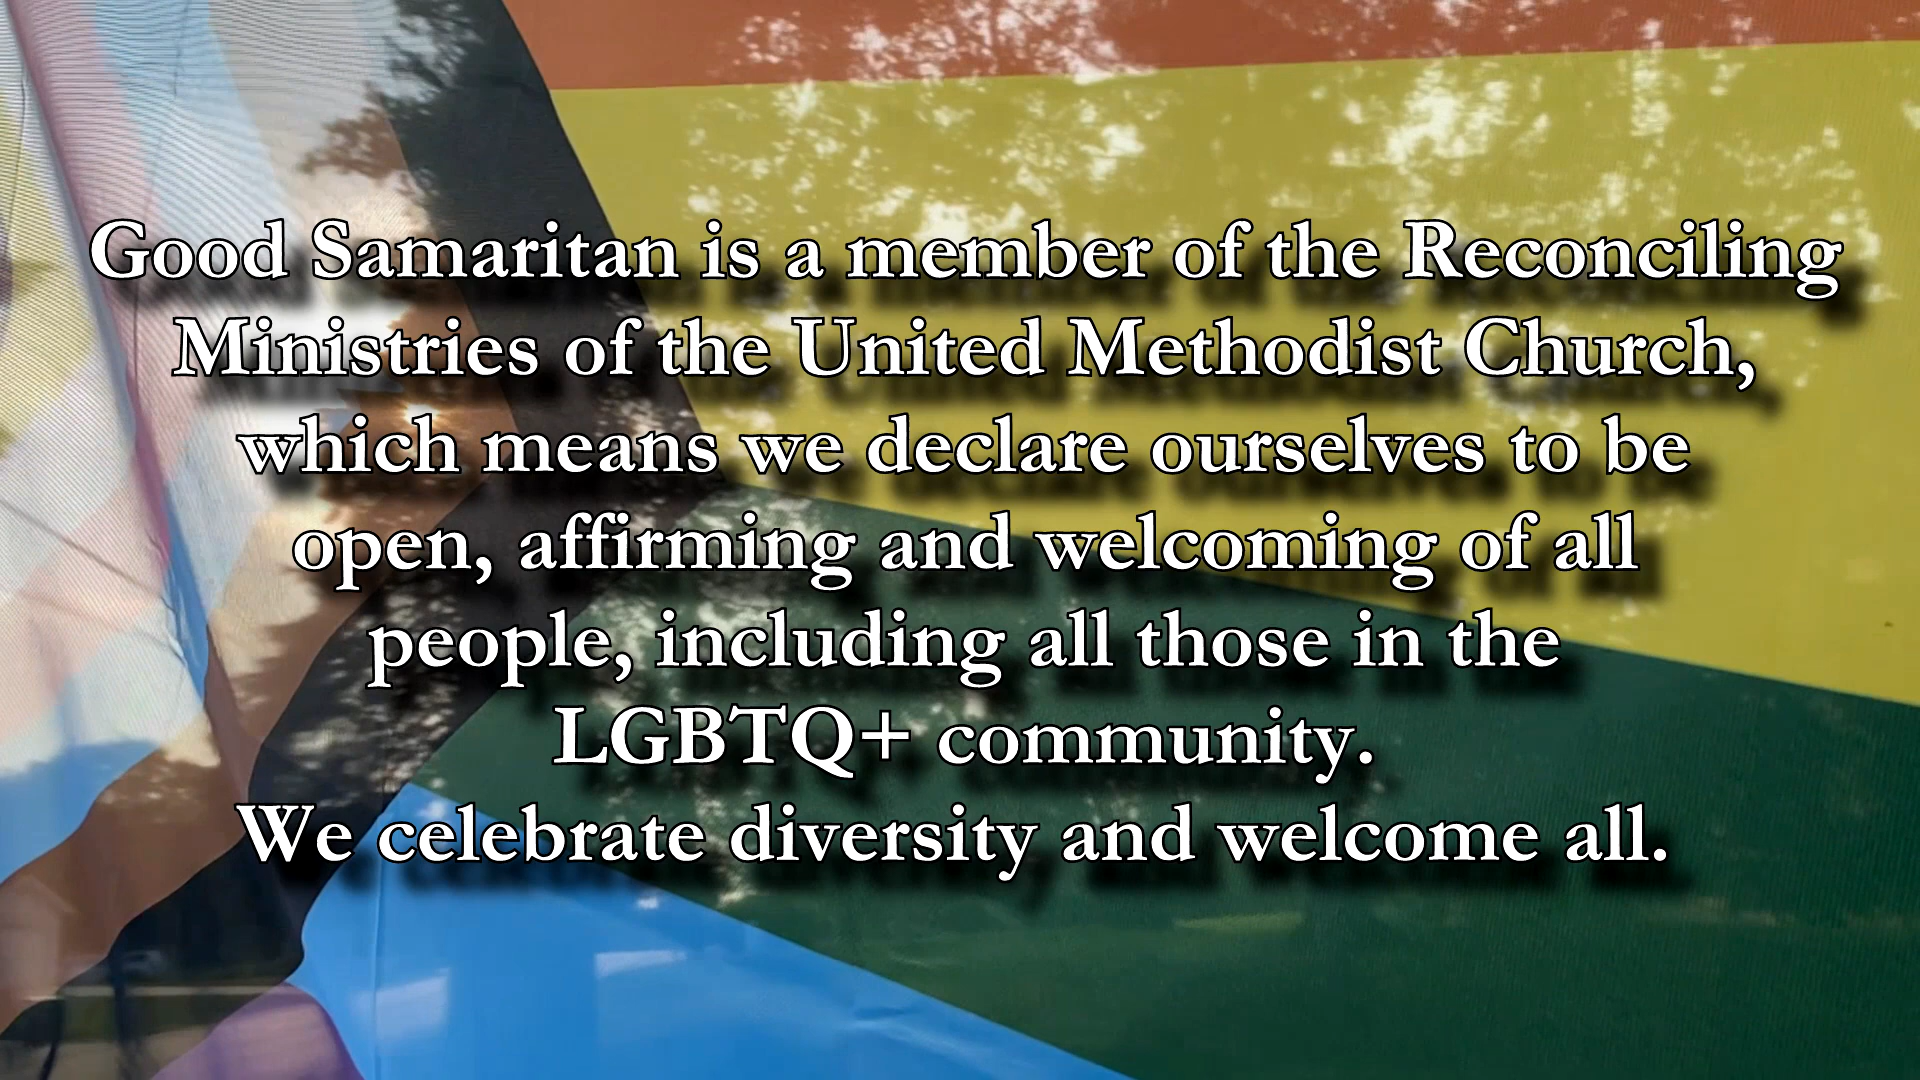 Good Samaritan is a member of the Reconciling
Ministries of the United Methodist Church,
which means we declare ourselves to be
open, affirming and welcoming of all
people, including all those in the
LGBTQ+ community.
We celebrate diversity and welcome all.